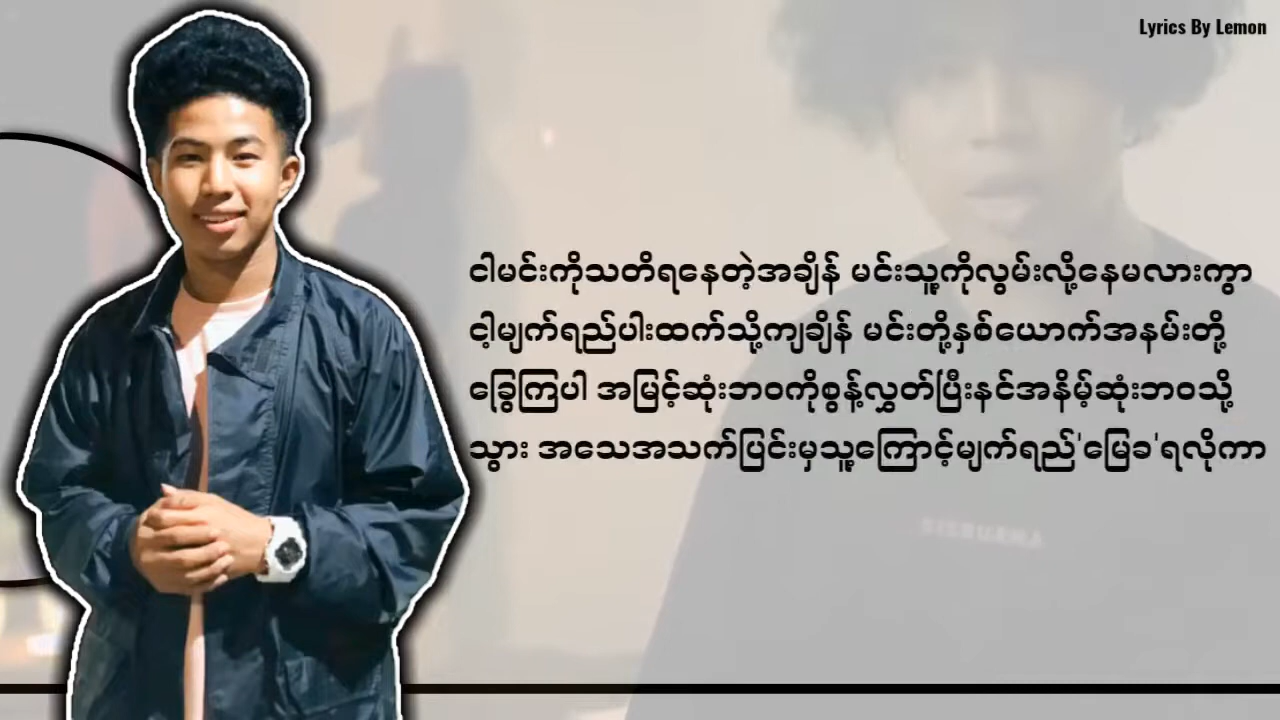 Lyrics By Lemon
ငါမင်းကိုသတိရနေတဲ့အချိန် မင်းသူ့ကိုလွမ်းလို့နေမလားကွာ
ငါ့မျက်ရည်ပါးထက်သို့ကျချိန် မင်းတို့နှစ်ယောက်အနမ်းတို့
ခြွေကြပါ အမြင့်ဆုံးဘဝကိုစွန့်လွှတ်ပြီးနင်အနိမ့်ဆုံးဘဝသို့
သွား အသေအသက်ပြင်းမှသူ့ကြောင့်မျက်ရည်'မြေခ'ရလိုကာ